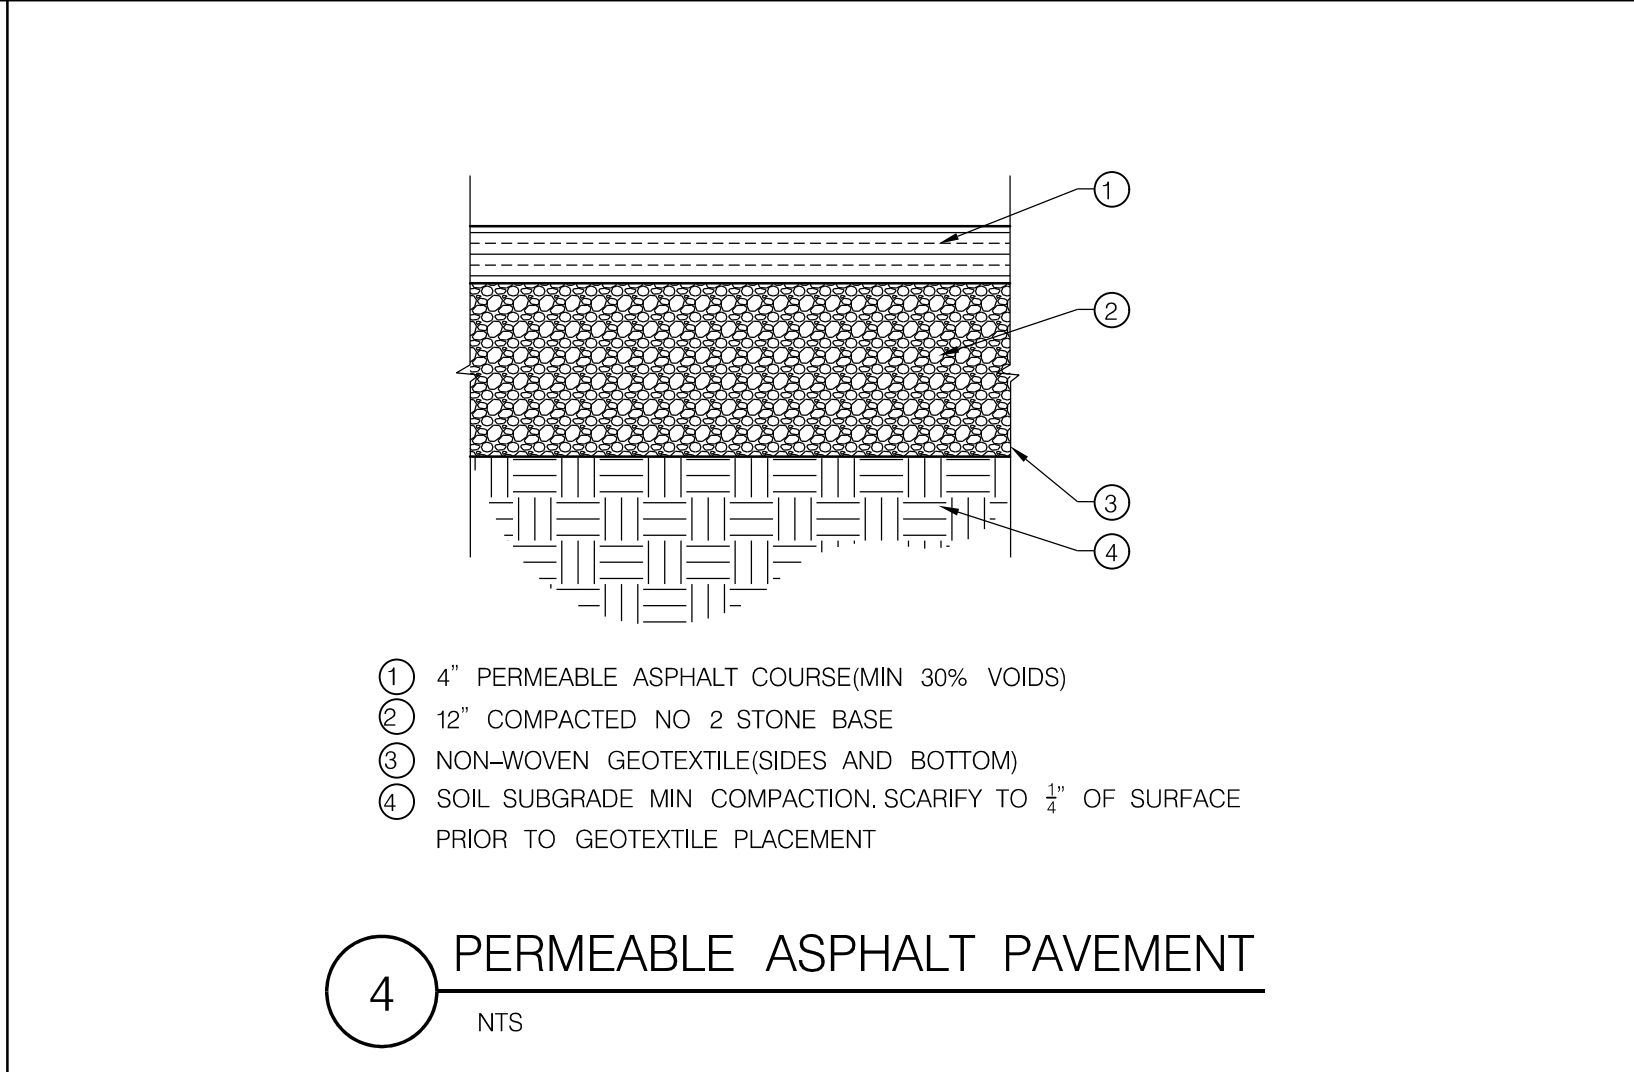 1
2
3
4
1 4" PERMEABLE ASPHALT COURSE(MIN 30% VOIDS)
2 12" COMPACTED NO 2 STONE BASE
3 NON-WOVEN GEOTEXTILE(SIDES AND BOTTOM)
4 SOIL SUBGRADE MIN COMPACTION. SCARIFY TO 1/4" OF SURFACE
PRIOR TO GEOTEXTILE PLACEMENT
4 PERMEABLE ASPHALT PAVEMENT
NTS